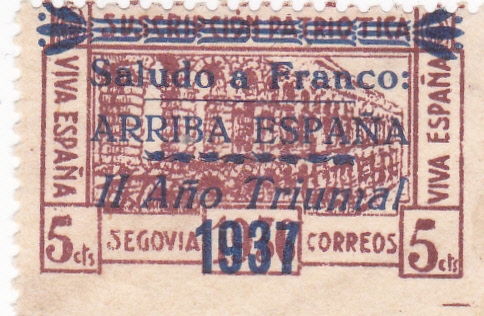 SUSCRIPCION PATRIOTICA
VIVA ESPAÑA
Saludo a Franco:
ARRIBA ESPAÑA
II Año Triunfal
VIVA ESPAÑA
5 cts
SEGOVIA
1937
CORREOS
5 cts